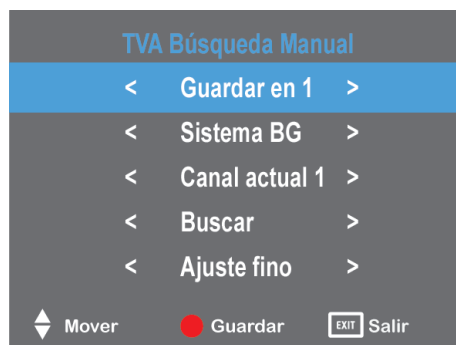 TVA Búsqueda Manual
< Guardar en 1 >
< Sistema BG >
< Canal actual 1 >
< Buscar >
< Ajuste fino >
Mover Guardar EXIT Salir